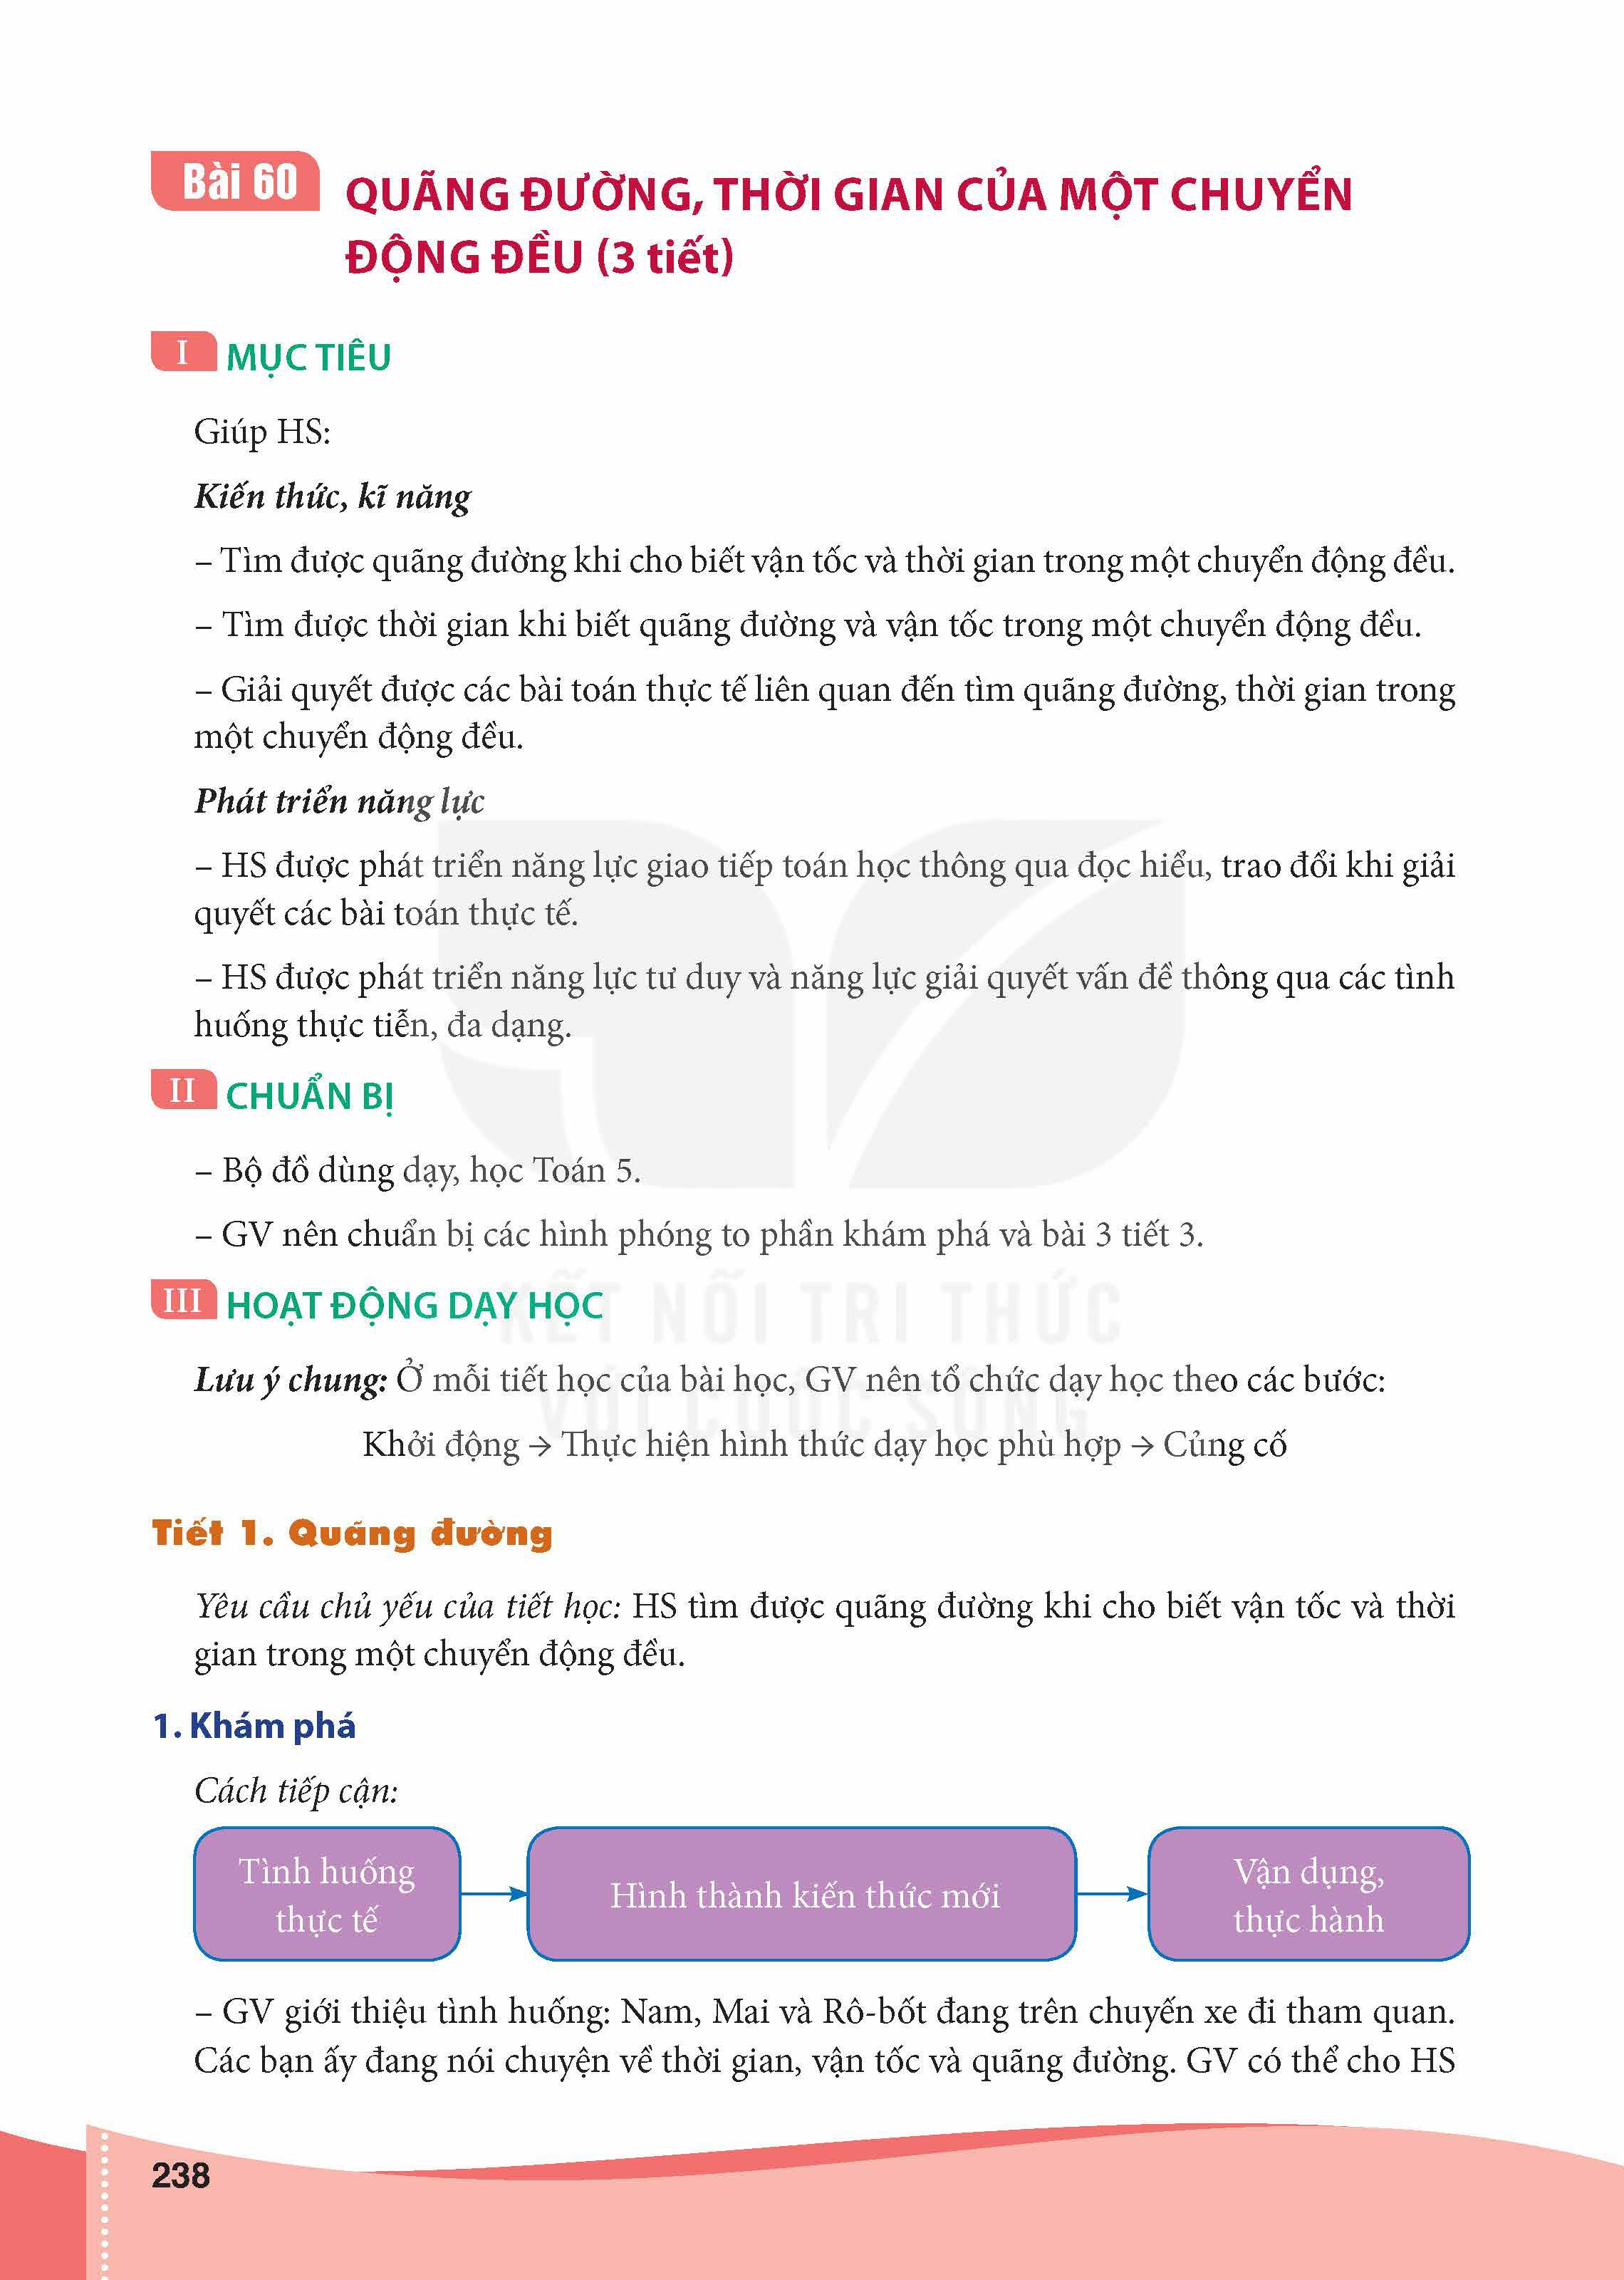 Bài 60
QUÃNG ĐƯỜNG, THỜI GIAN CỦA MỘT CHUYỂN
ĐỘNG ĐỀU (3 tiết)
I MỤC TIÊU
Giúp HS:
Kiến thức, kĩ năng
– Tìm được quãng đường khi cho biết vận tốc và thời gian trong một chuyển động đều.
– Tìm được thời gian khi biết quãng đường và vận tốc trong một chuyển động đều.
– Giải quyết được các bài toán thực tế liên quan đến tìm quãng đường, thời gian trong
một chuyển động đều.
Phát triển năng lực
– HS được phát triển năng lực giao tiếp toán học thông qua đọc hiểu, trao đổi khi giải
quyết các bài toán thực tế.
– HS được phát triển năng lực tư duy và năng lực giải quyết vấn đề thông qua các tình
huống thực tiễn, đa dạng.
II CHUẨN BỊ
– Bộ đồ dùng dạy, học Toán 5.
– GV nên chuẩn bị các hình phóng to phần khám phá và bài 3 tiết 3.
KẾT NỐI TRI THỨC
III HOẠT ĐỘNG DẠY HỌC
Lưu ý chung: Ở mỗi tiết học của bài học, GV nên tổ chức dạy học theo các bước:
VỚI CUỘC SỐNG
Khởi động → Thực hiện hình thức dạy học phù hợp → Củng cố
Tiết 1. Quãng đường
Yêu cầu chủ yếu của tiết học: HS tìm được quãng đường khi cho biết vận tốc và thời
gian trong một chuyển động đều.
1. Khám phá
Cách tiếp cận:
Tình huống
thực tế
Hình thành kiến thức mới
Vận dụng,
thực hành
– GV giới thiệu tình huống: Nam, Mai và Rô-bốt đang trên chuyến xe đi tham quan.
Các bạn ấy đang nói chuyện về thời gian, vận tốc và quãng đường. GV có thể cho HS
238